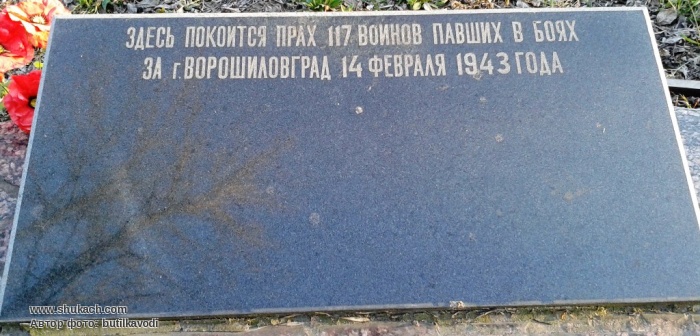 ЗДЕСЬ ПОКОИТСЯ ПРАХ 117 ВОИНОВ ПАВШИХ В БОЯХ
ЗА г. ВОРОШИЛОВГРАД 14 ФЕВРАЛЯ 1943 ГОДА
www.shukach.com
Автор фото: butilkavodi